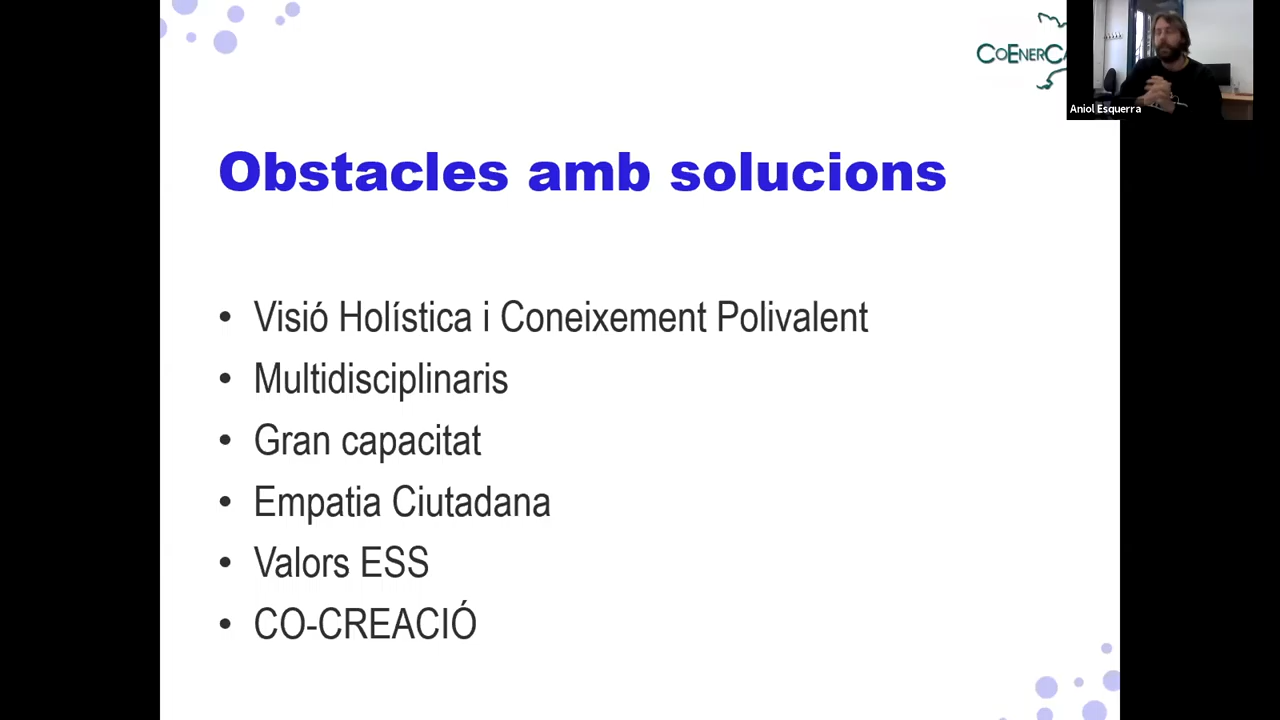 Aniol Esquerra
Obstacles amb solucions
• Visió Holística i Coneixement Polivalent
• Multidisciplinaris
• Gran capacitat
• Empatia Ciutadana
• Valors ESS
• CO-CREACIÓ